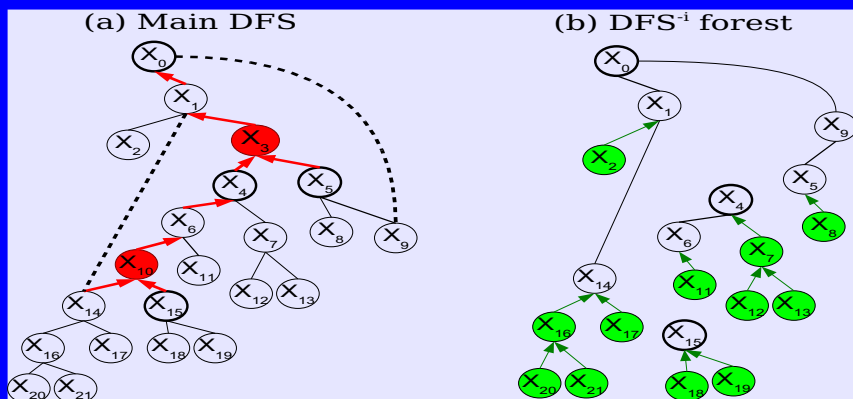 (a) Main DFS
(b) DFS⁻ⁱ forest
X₀
X₁
X₂
X₃
X₄
X₅
X₆
X₇
X₈
X₉
X₁₀
X₁₁
X₁₂
X₁₃
X₁₄
X₁₅
X₁₆
X₁₇
X₁₈
X₁₉
X₂₀
X₂₁
X₀
X₁
X₉
X₂
X₅
X₄
X₈
X₆
X₇
X₁₄
X₁₁
X₁₂
X₁₃
X₁₆
X₁₇
X₁₅
X₂₀
X₂₁
X₁₈
X₁₉